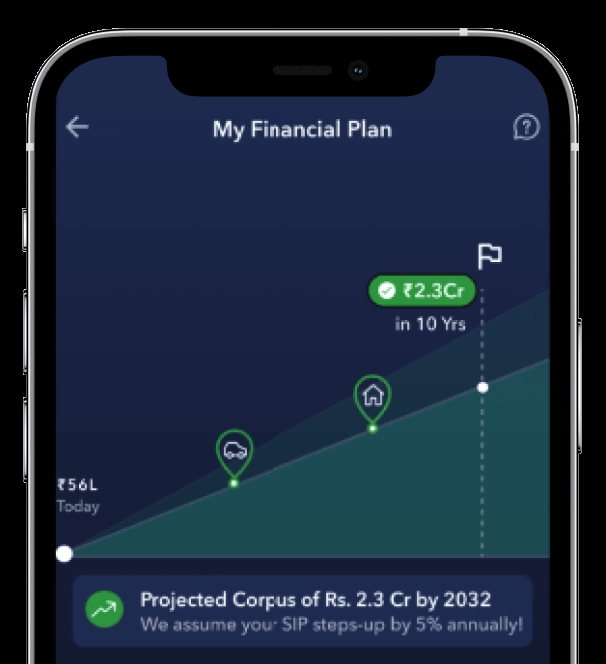 My Financial Plan
₹2.3Cr
in 10 Yrs
₹56L
Today
Projected Corpus of Rs. 2.3 Cr by 2032
We assume your SIP steps-up by 5% annually!